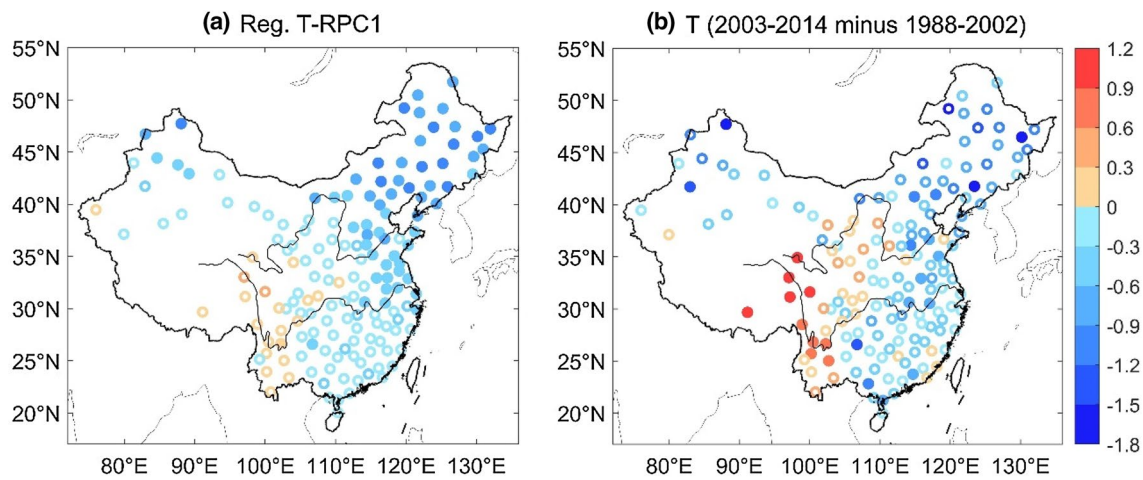 (a) Reg. T-RPC1
55°N
50°N
45°N
40°N
35°N
30°N
25°N
20°N
80°E 90°E 100°E 110°E 120°E 130°E
(b) T (2003-2014 minus 1988-2002)
55°N
50°N
45°N
40°N
35°N
30°N
25°N
20°N
80°E 90°E 100°E 110°E 120°E 130°E
1.2
0.9
0.6
0.3
0
-0.3
-0.6
-0.9
-1.2
-1.5
-1.8